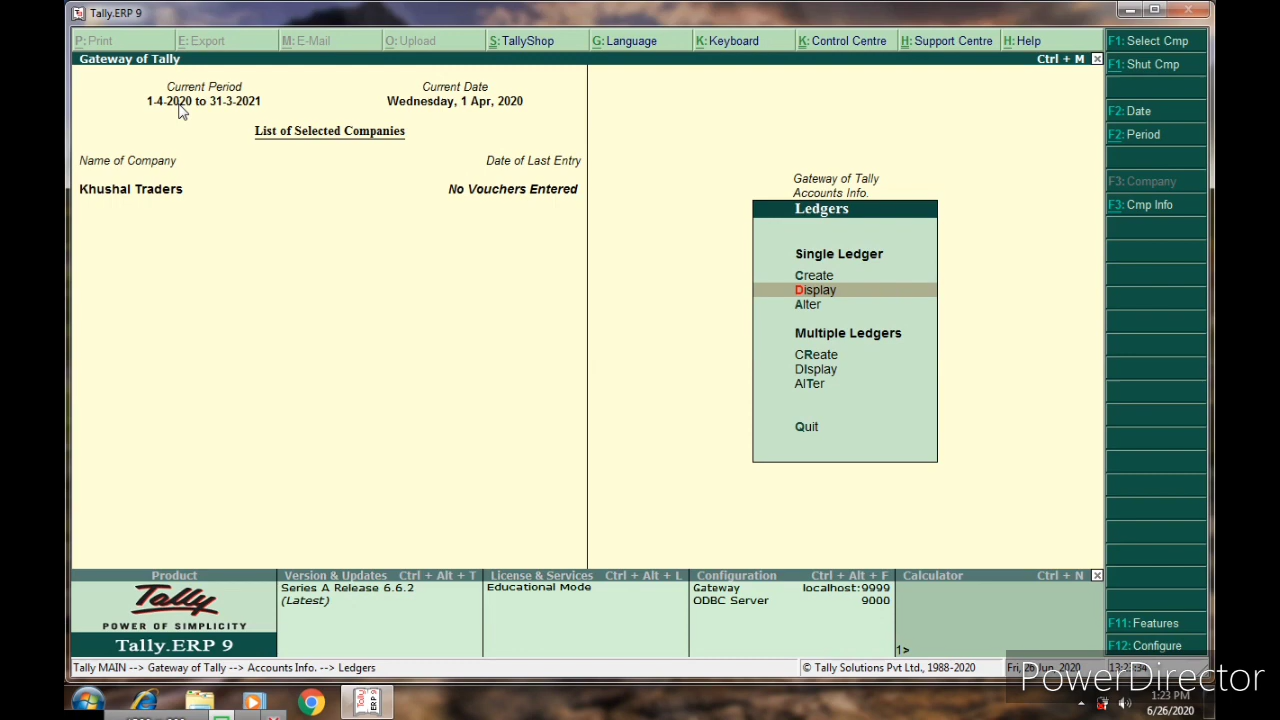 Tally.ERP 9
P: Print E: Export M: E-Mail O: Upload S: TallyShop G: Language K: Keyboard K: Control Centre H: Support Centre H: Help
F1: Select Cmp
F1: Shut Cmp
F2: Date
F2: Period
F3: Company
F3: Cmp Info
F11: Features
F12: Configure
Gateway of Tally Ctrl + M
Current Period Current Date
1-4-2020 to 31-3-2021 Wednesday, 1 Apr, 2020
List of Selected Companies
Name of Company Date of Last Entry
Khushal Traders No Vouchers Entered
Gateway of Tally
Accounts Info.
Ledgers
Single Ledger
Create
Display
Alter
Multiple Ledgers
CReate
DIsplay
AlTer
Quit
Product Version & Updates Ctrl + Alt + T License & Services Ctrl + Alt + L Configuration Ctrl + Alt + F Calculator Ctrl + N
Tally
POWER OF SIMPLICITY
Tally.ERP 9
Series A Release 6.6.2
(Latest)
Educational Mode
Gateway localhost:9999
ODBC Server 9000
1>
Tally MAIN --> Gateway of Tally --> Accounts Info. --> Ledgers © Tally Solutions Pvt Ltd., 1988-2020 Fri, 26 Jun, 2020
PowerDirector
1:23 PM
6/26/2020